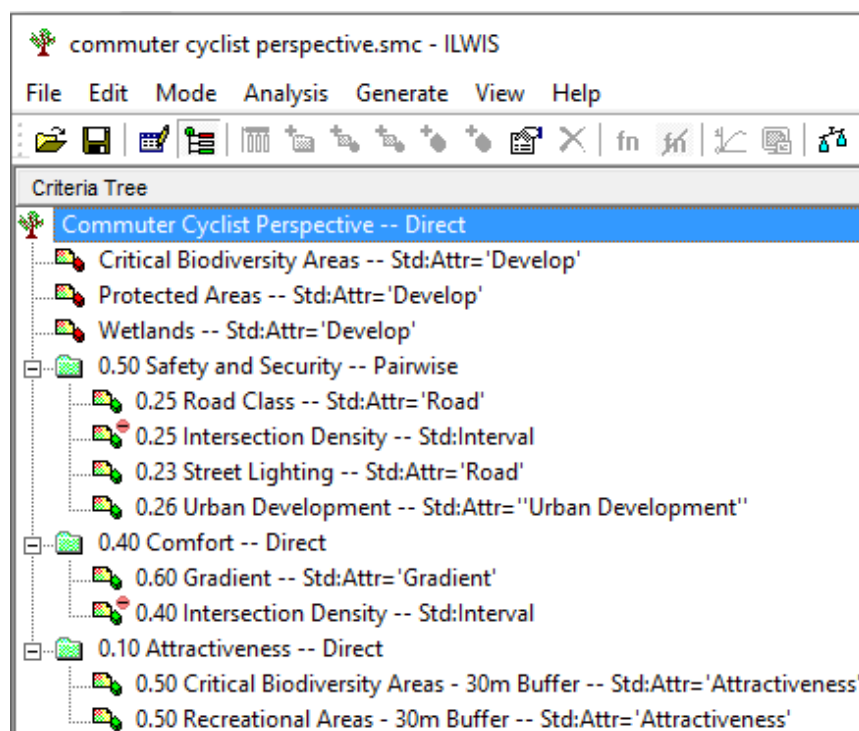 commuter cyclist perspective.smc - ILWIS
File Edit Mode Analysis Generate View Help
fn fn
Criteria Tree
Commuter Cyclist Perspective -- Direct
Critical Biodiversity Areas -- Std:Attr='Develop'
Protected Areas -- Std:Attr='Develop'
Wetlands -- Std:Attr='Develop'
0.50 Safety and Security -- Pairwise
0.25 Road Class -- Std:Attr='Road'
0.25 Intersection Density -- Std:Interval
0.23 Street Lighting -- Std:Attr='Road'
0.26 Urban Development -- Std:Attr=''Urban Development''
0.40 Comfort -- Direct
0.60 Gradient -- Std:Attr='Gradient'
0.40 Intersection Density -- Std:Interval
0.10 Attractiveness -- Direct
0.50 Critical Biodiversity Areas - 30m Buffer -- Std:Attr='Attractiveness'
0.50 Recreational Areas - 30m Buffer -- Std:Attr='Attractiveness'